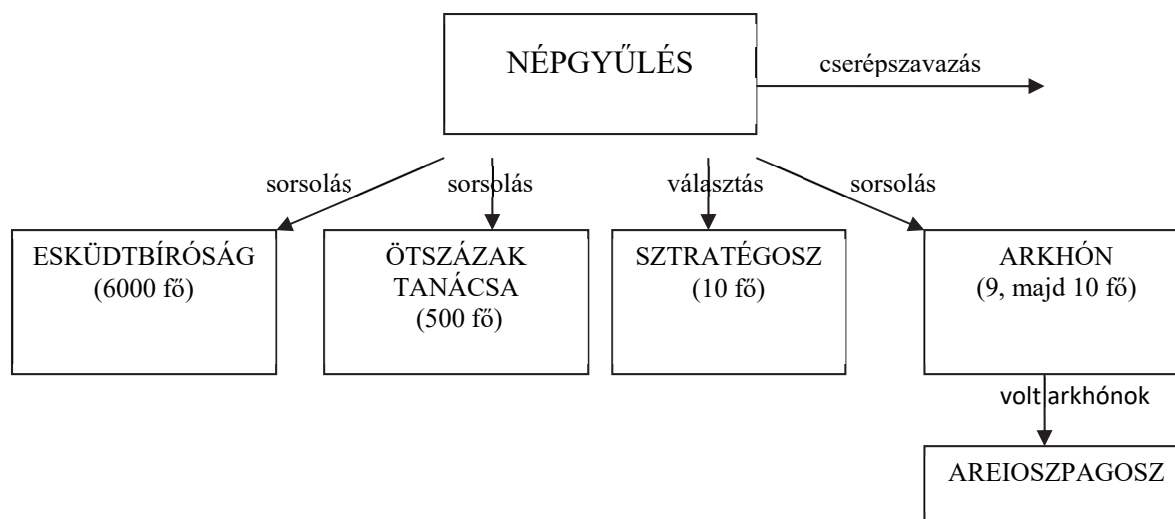 NÉPGYŰLÉS
cserépszavazás
sorsolás
sorsolás
választás
sorsolás
ESKÜDTBÍRÓSÁG
(6000 fő)
ÖTSZÁZAK
TANÁCSA
(500 fő)
SZTRATÉGOSZ
(10 fő)
ARKHÓN
(9, majd 10 fő)
volt arkhónok
AREIOSZPAGOSZ